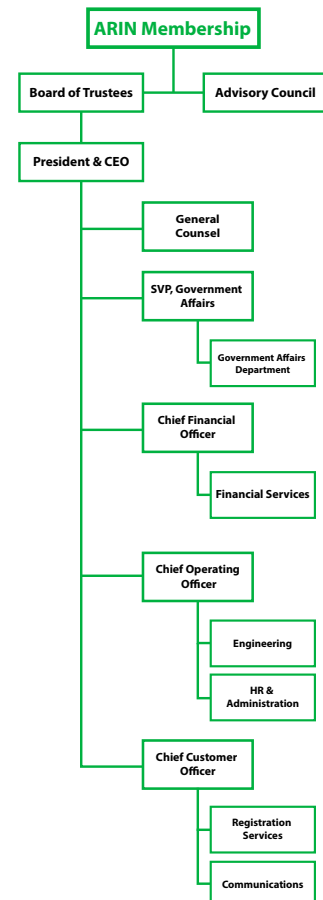 ARIN Membership
Board of Trustees
Advisory Council
President & CEO
General
Counsel
SVP, Government
Affairs
Government Affairs
Department
Chief Financial
Officer
Financial Services
Chief Operating
Officer
Engineering
HR &
Administration
Chief Customer
Officer
Registration
Services
Communications